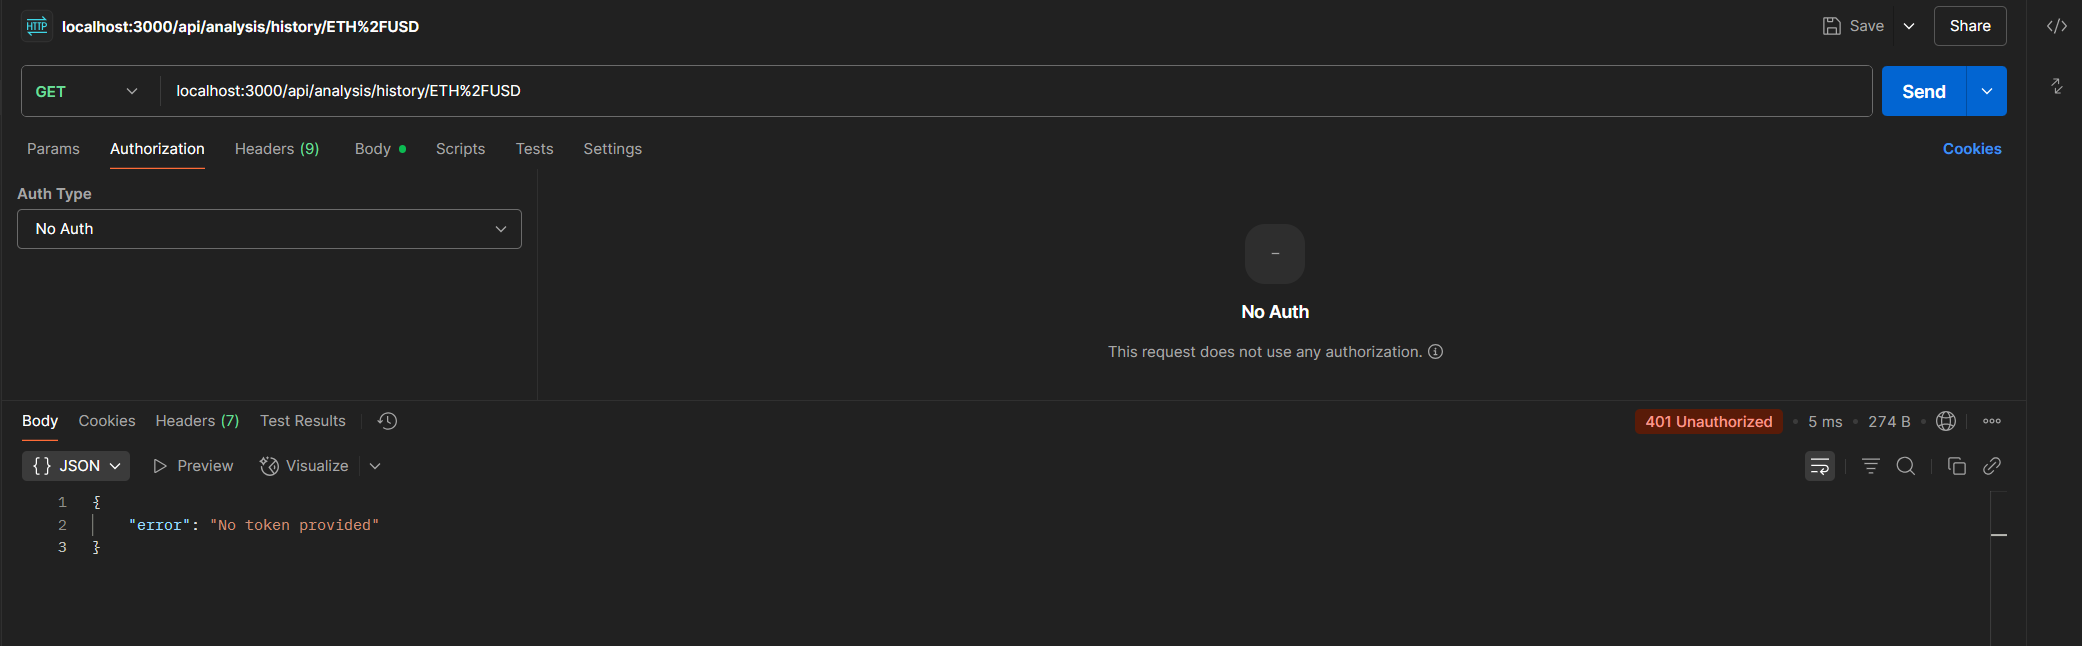 HTTP localhost:3000/api/analysis/history/ETH%2FUSD Save Share
GET localhost:3000/api/analysis/history/ETH%2FUSD Send
Params Authorization Headers (9) Body Scripts Tests Settings Cookies
Auth Type
No Auth
No Auth
This request does not use any authorization.
Body Cookies Headers (7) Test Results 401 Unauthorized • 5 ms • 274 B •
{} JSON Preview Visualize
1 {
2 "error": "No token provided"
3 }